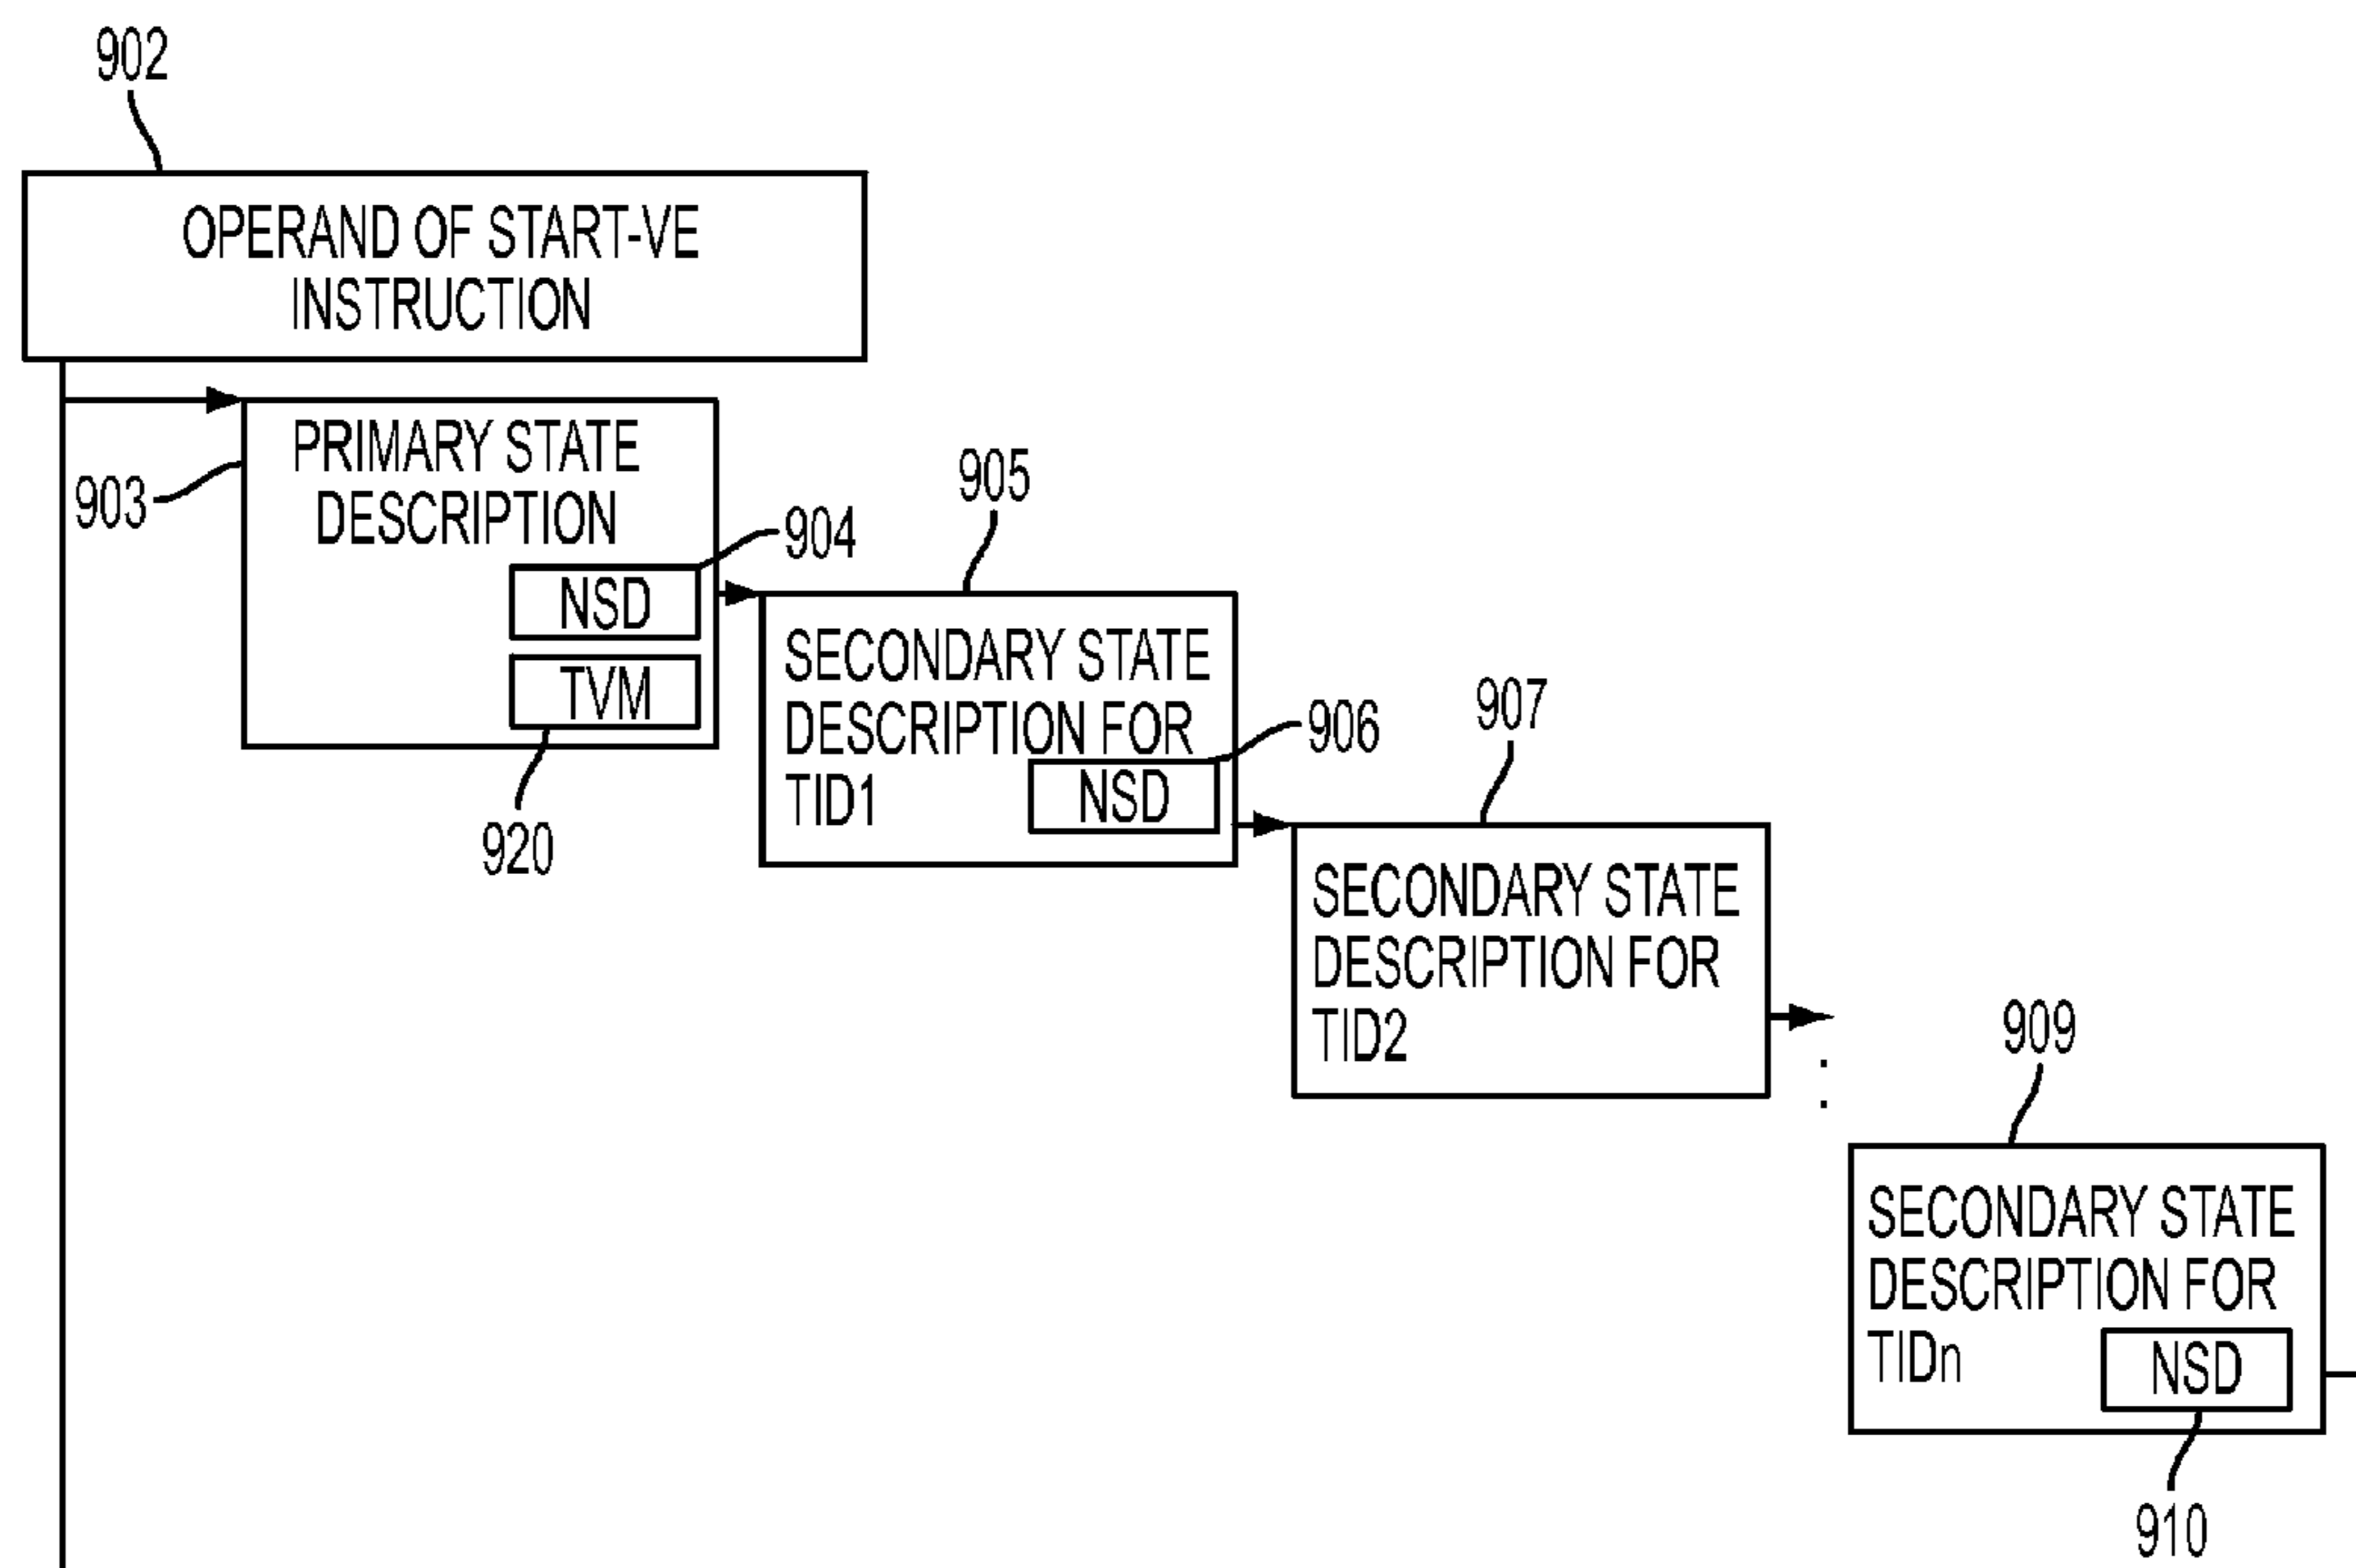 902
OPERAND OF START-VE
INSTRUCTION
PRIMARY STATE
DESCRIPTION
903
904
NSD
TVM
920
905
SECONDARY STATE
DESCRIPTION FOR
TID1
906
NSD
907
SECONDARY STATE
DESCRIPTION FOR
TID2
909
SECONDARY STATE
DESCRIPTION FOR
TIDn
NSD
910